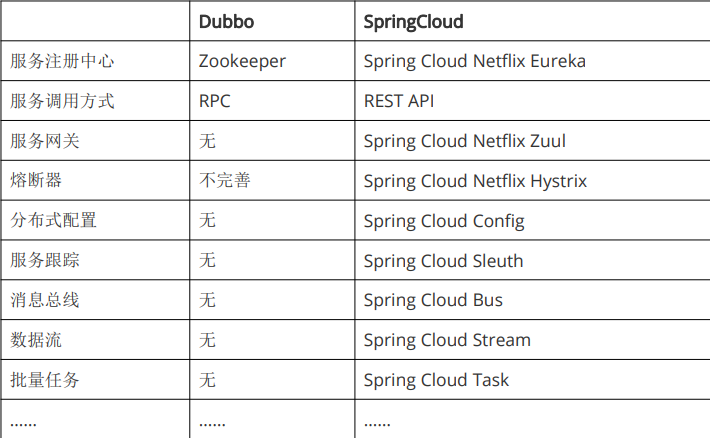 Dubbo SpringCloud
服务注册中心 Zookeeper Spring Cloud Netflix Eureka
服务调用方式 RPC REST API
服务网关 无 Spring Cloud Netflix Zuul
熔断器 不完善 Spring Cloud Netflix Hystrix
分布式配置 无 Spring Cloud Config
服务跟踪 无 Spring Cloud Sleuth
消息总线 无 Spring Cloud Bus
数据流 无 Spring Cloud Stream
批量任务 无 Spring Cloud Task
…… …… ……